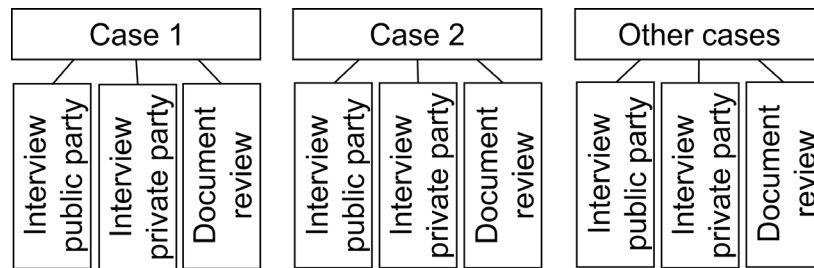 Case 1
Case 2
Other cases
Interview
public party
Interview
private party
Document
review
Interview
public party
Interview
private party
Document
review
Interview
public party
Interview
private party
Document
review